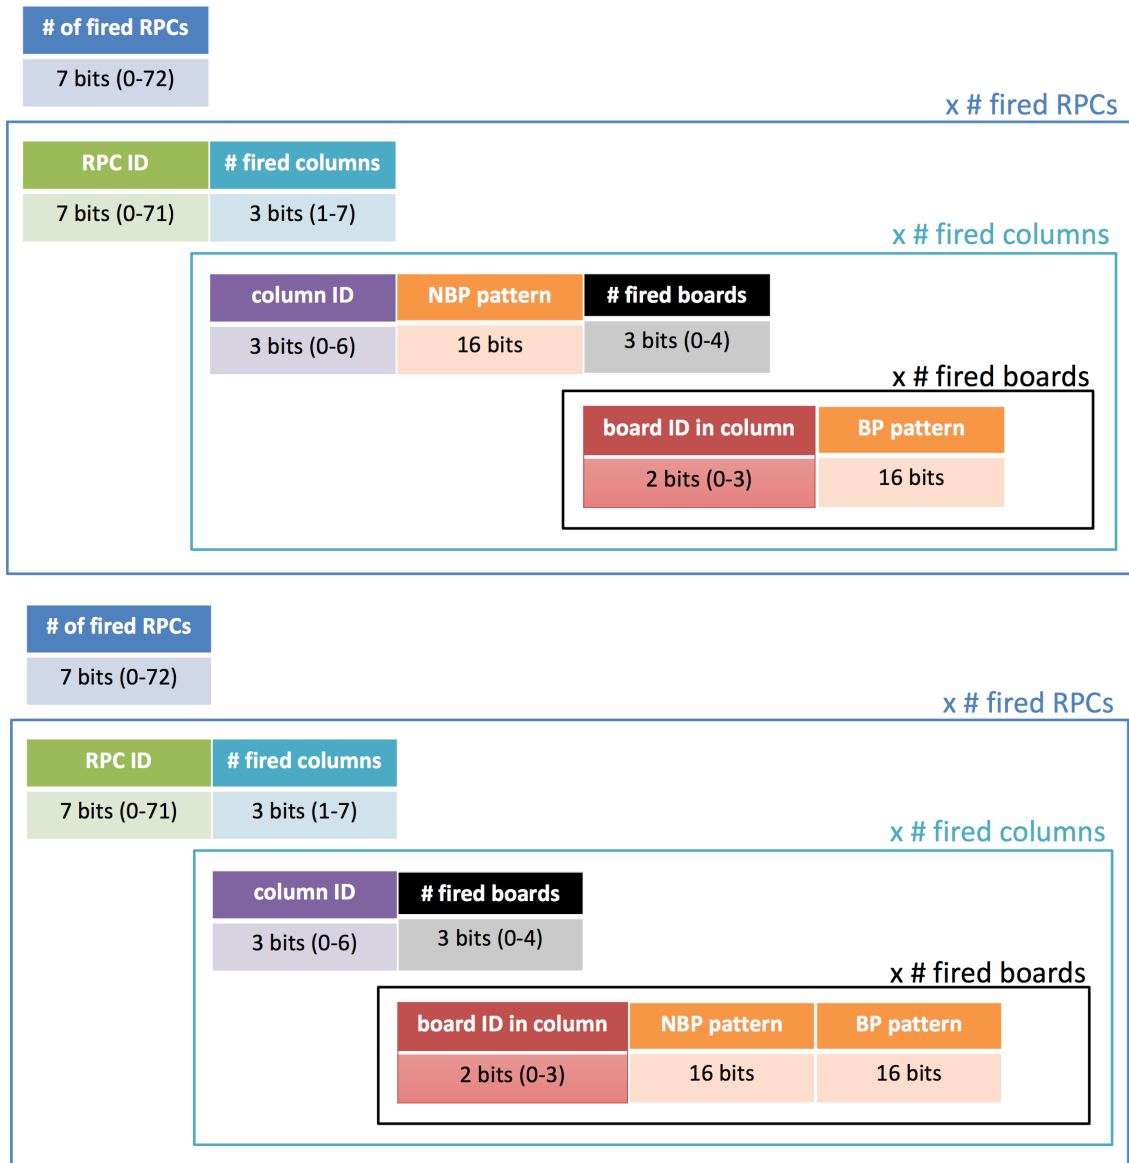 # of fired RPCs
7 bits (0-72)
x # fired RPCs
RPC ID # fired columns
7 bits (0-71) 3 bits (1-7)
x # fired columns
column ID NBP pattern # fired boards
3 bits (0-6) 16 bits 3 bits (0-4)
x # fired boards
board ID in column BP pattern
2 bits (0-3) 16 bits
# of fired RPCs
7 bits (0-72)
x # fired RPCs
RPC ID # fired columns
7 bits (0-71) 3 bits (1-7)
x # fired columns
column ID # fired boards
3 bits (0-6) 3 bits (0-4)
x # fired boards
board ID in column NBP pattern BP pattern
2 bits (0-3) 16 bits 16 bits